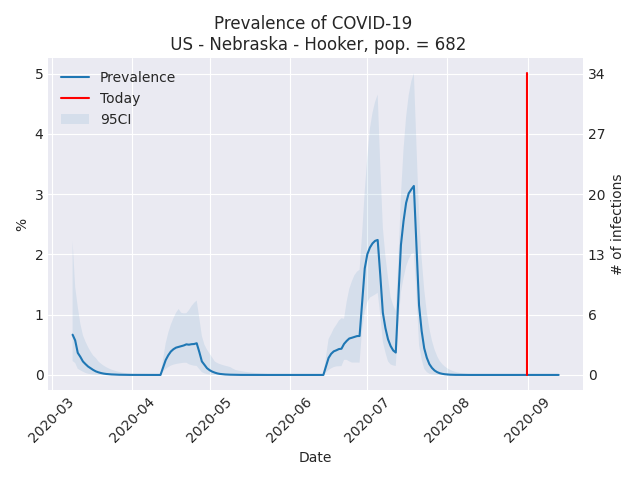 Prevalence of COVID-19
US - Nebraska - Hooker, pop. = 682
Prevalence
Today
95CI
5
4
3
2
1
0
%
34
27
20
13
6
0
# of infections
2020-03
2020-04
2020-05
2020-06
2020-07
2020-08
2020-09
Date